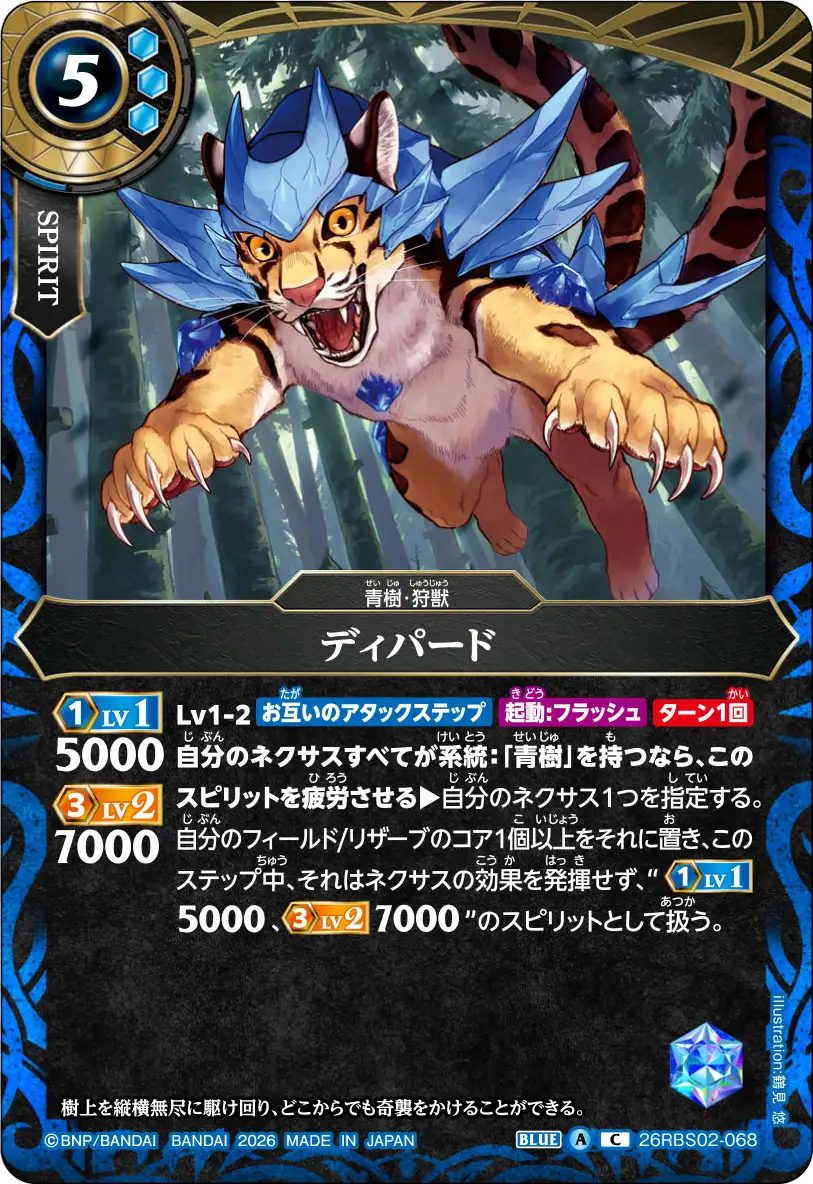 5
SPIRIT
青樹・狩獣
ディパード
1 LV1
5000
3 LV2
7000
Lv1-2 お互いのアタックステップ 起動:フラッシュ ターン1回
自分のネクサスすべてが系統:「青樹」を持つなら、この
スピリットを疲労させる▶自分のネクサス1つを指定する。
自分のフィールド/リザーブのコア1個以上をそれに置き、この
ステップ中、それはネクサスの効果を発揮せず、“ 1 LV1
5000 、 3 LV2 7000 ”のスピリットとして扱う。
illustration:鶴見 悠
樹上を縦横無尽に駆け回り、どこからでも奇襲をかけることができる。
©BNP/BANDAI BANDAI 2026 MADE IN JAPAN
BLUE A C 26RBS02-068